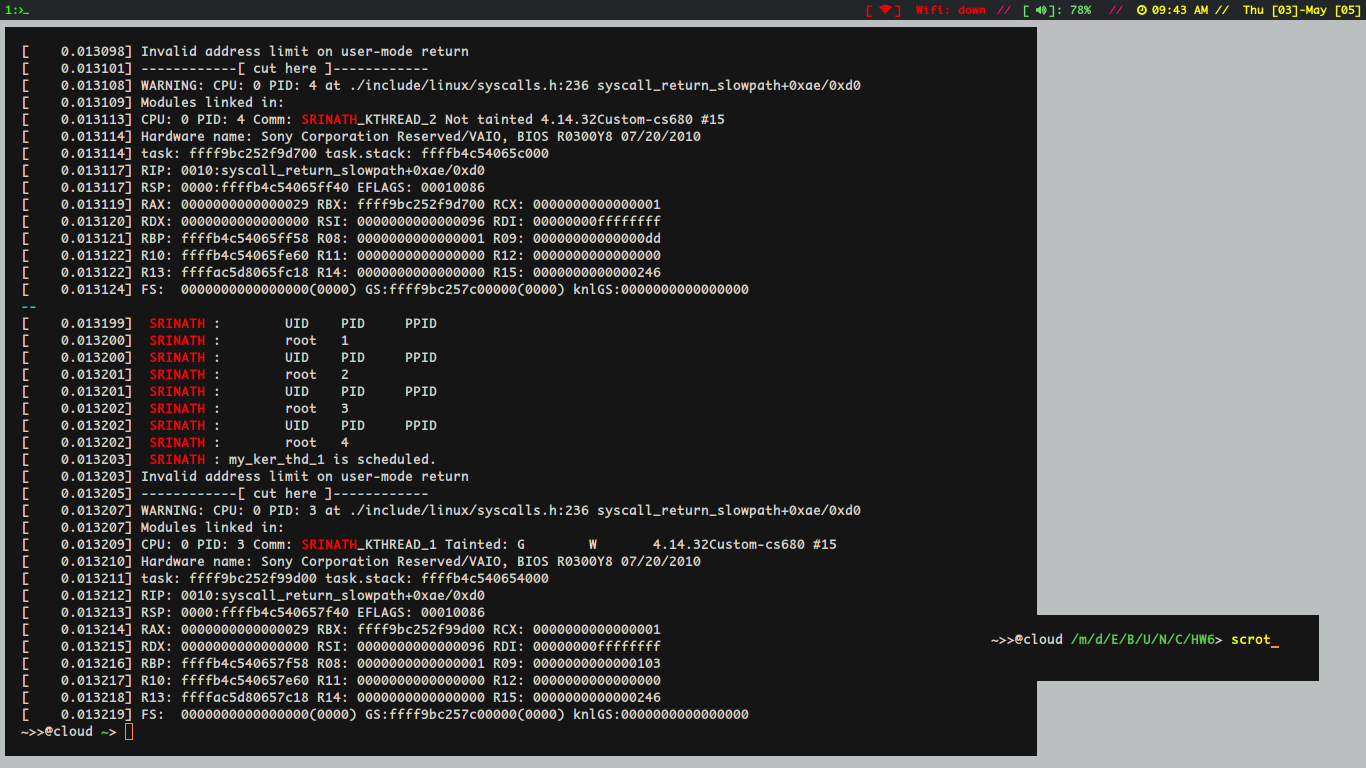 1:>_ [ ] Wifi: down // [ ]: 78% // 09:43 AM // Thu [03]-May [05]
[    0.013098] Invalid address limit on user-mode return
[    0.013101] ------------[ cut here ]------------
[    0.013108] WARNING: CPU: 0 PID: 4 at ./include/linux/syscalls.h:236 syscall_return_slowpath+0xae/0xd0
[    0.013109] Modules linked in:
[    0.013113] CPU: 0 PID: 4 Comm: SRINATH_KTHREAD_2 Not tainted 4.14.32Custom-cs680 #15
[    0.013114] Hardware name: Sony Corporation Reserved/VAIO, BIOS R0300Y8 07/20/2010
[    0.013114] task: ffff9bc252f9d700 task.stack: ffffb4c54065c000
[    0.013117] RIP: 0010:syscall_return_slowpath+0xae/0xd0
[    0.013117] RSP: 0000:ffffb4c54065ff40 EFLAGS: 00010086
[    0.013119] RAX: 0000000000000029 RBX: ffff9bc252f9d700 RCX: 0000000000000001
[    0.013120] RDX: 0000000000000000 RSI: 0000000000000096 RDI: 00000000ffffffff
[    0.013121] RBP: ffffb4c54065ff58 R08: 0000000000000001 R09: 00000000000000dd
[    0.013122] R10: ffffb4c54065fe60 R11: 0000000000000000 R12: 0000000000000000
[    0.013122] R13: ffffac5d8065fc18 R14: 0000000000000000 R15: 0000000000000246
[    0.013124] FS:  0000000000000000(0000) GS:ffff9bc257c00000(0000) knlGS:0000000000000000
--
[    0.013199]  SRINATH :        UID    PID     PPID
[    0.013200]  SRINATH :        root   1
[    0.013200]  SRINATH :        UID    PID     PPID
[    0.013201]  SRINATH :        root   2
[    0.013201]  SRINATH :        UID    PID     PPID
[    0.013202]  SRINATH :        root   3
[    0.013202]  SRINATH :        UID    PID     PPID
[    0.013202]  SRINATH :        root   4
[    0.013203]  SRINATH : my_ker_thd_1 is scheduled.
[    0.013203] Invalid address limit on user-mode return
[    0.013205] ------------[ cut here ]------------
[    0.013207] WARNING: CPU: 0 PID: 3 at ./include/linux/syscalls.h:236 syscall_return_slowpath+0xae/0xd0
[    0.013207] Modules linked in:
[    0.013209] CPU: 0 PID: 3 Comm: SRINATH_KTHREAD_1 Tainted: G        W       4.14.32Custom-cs680 #15
[    0.013210] Hardware name: Sony Corporation Reserved/VAIO, BIOS R0300Y8 07/20/2010
[    0.013211] task: ffff9bc252f99d00 task.stack: ffffb4c540654000
[    0.013212] RIP: 0010:syscall_return_slowpath+0xae/0xd0
[    0.013213] RSP: 0000:ffffb4c540657f40 EFLAGS: 00010086
[    0.013214] RAX: 0000000000000029 RBX: ffff9bc252f99d00 RCX: 0000000000000001
[    0.013215] RDX: 0000000000000000 RSI: 0000000000000096 RDI: 00000000ffffffff
[    0.013216] RBP: ffffb4c540657f58 R08: 0000000000000001 R09: 0000000000000103
[    0.013217] R10: ffffb4c540657e60 R11: 0000000000000000 R12: 0000000000000000
[    0.013218] R13: ffffac5d80657c18 R14: 0000000000000000 R15: 0000000000000246
[    0.013219] FS:  0000000000000000(0000) GS:ffff9bc257c00000(0000) knlGS:0000000000000000
~>>@cloud ~>
~>>@cloud /m/d/E/B/U/N/C/HW6> scrot_